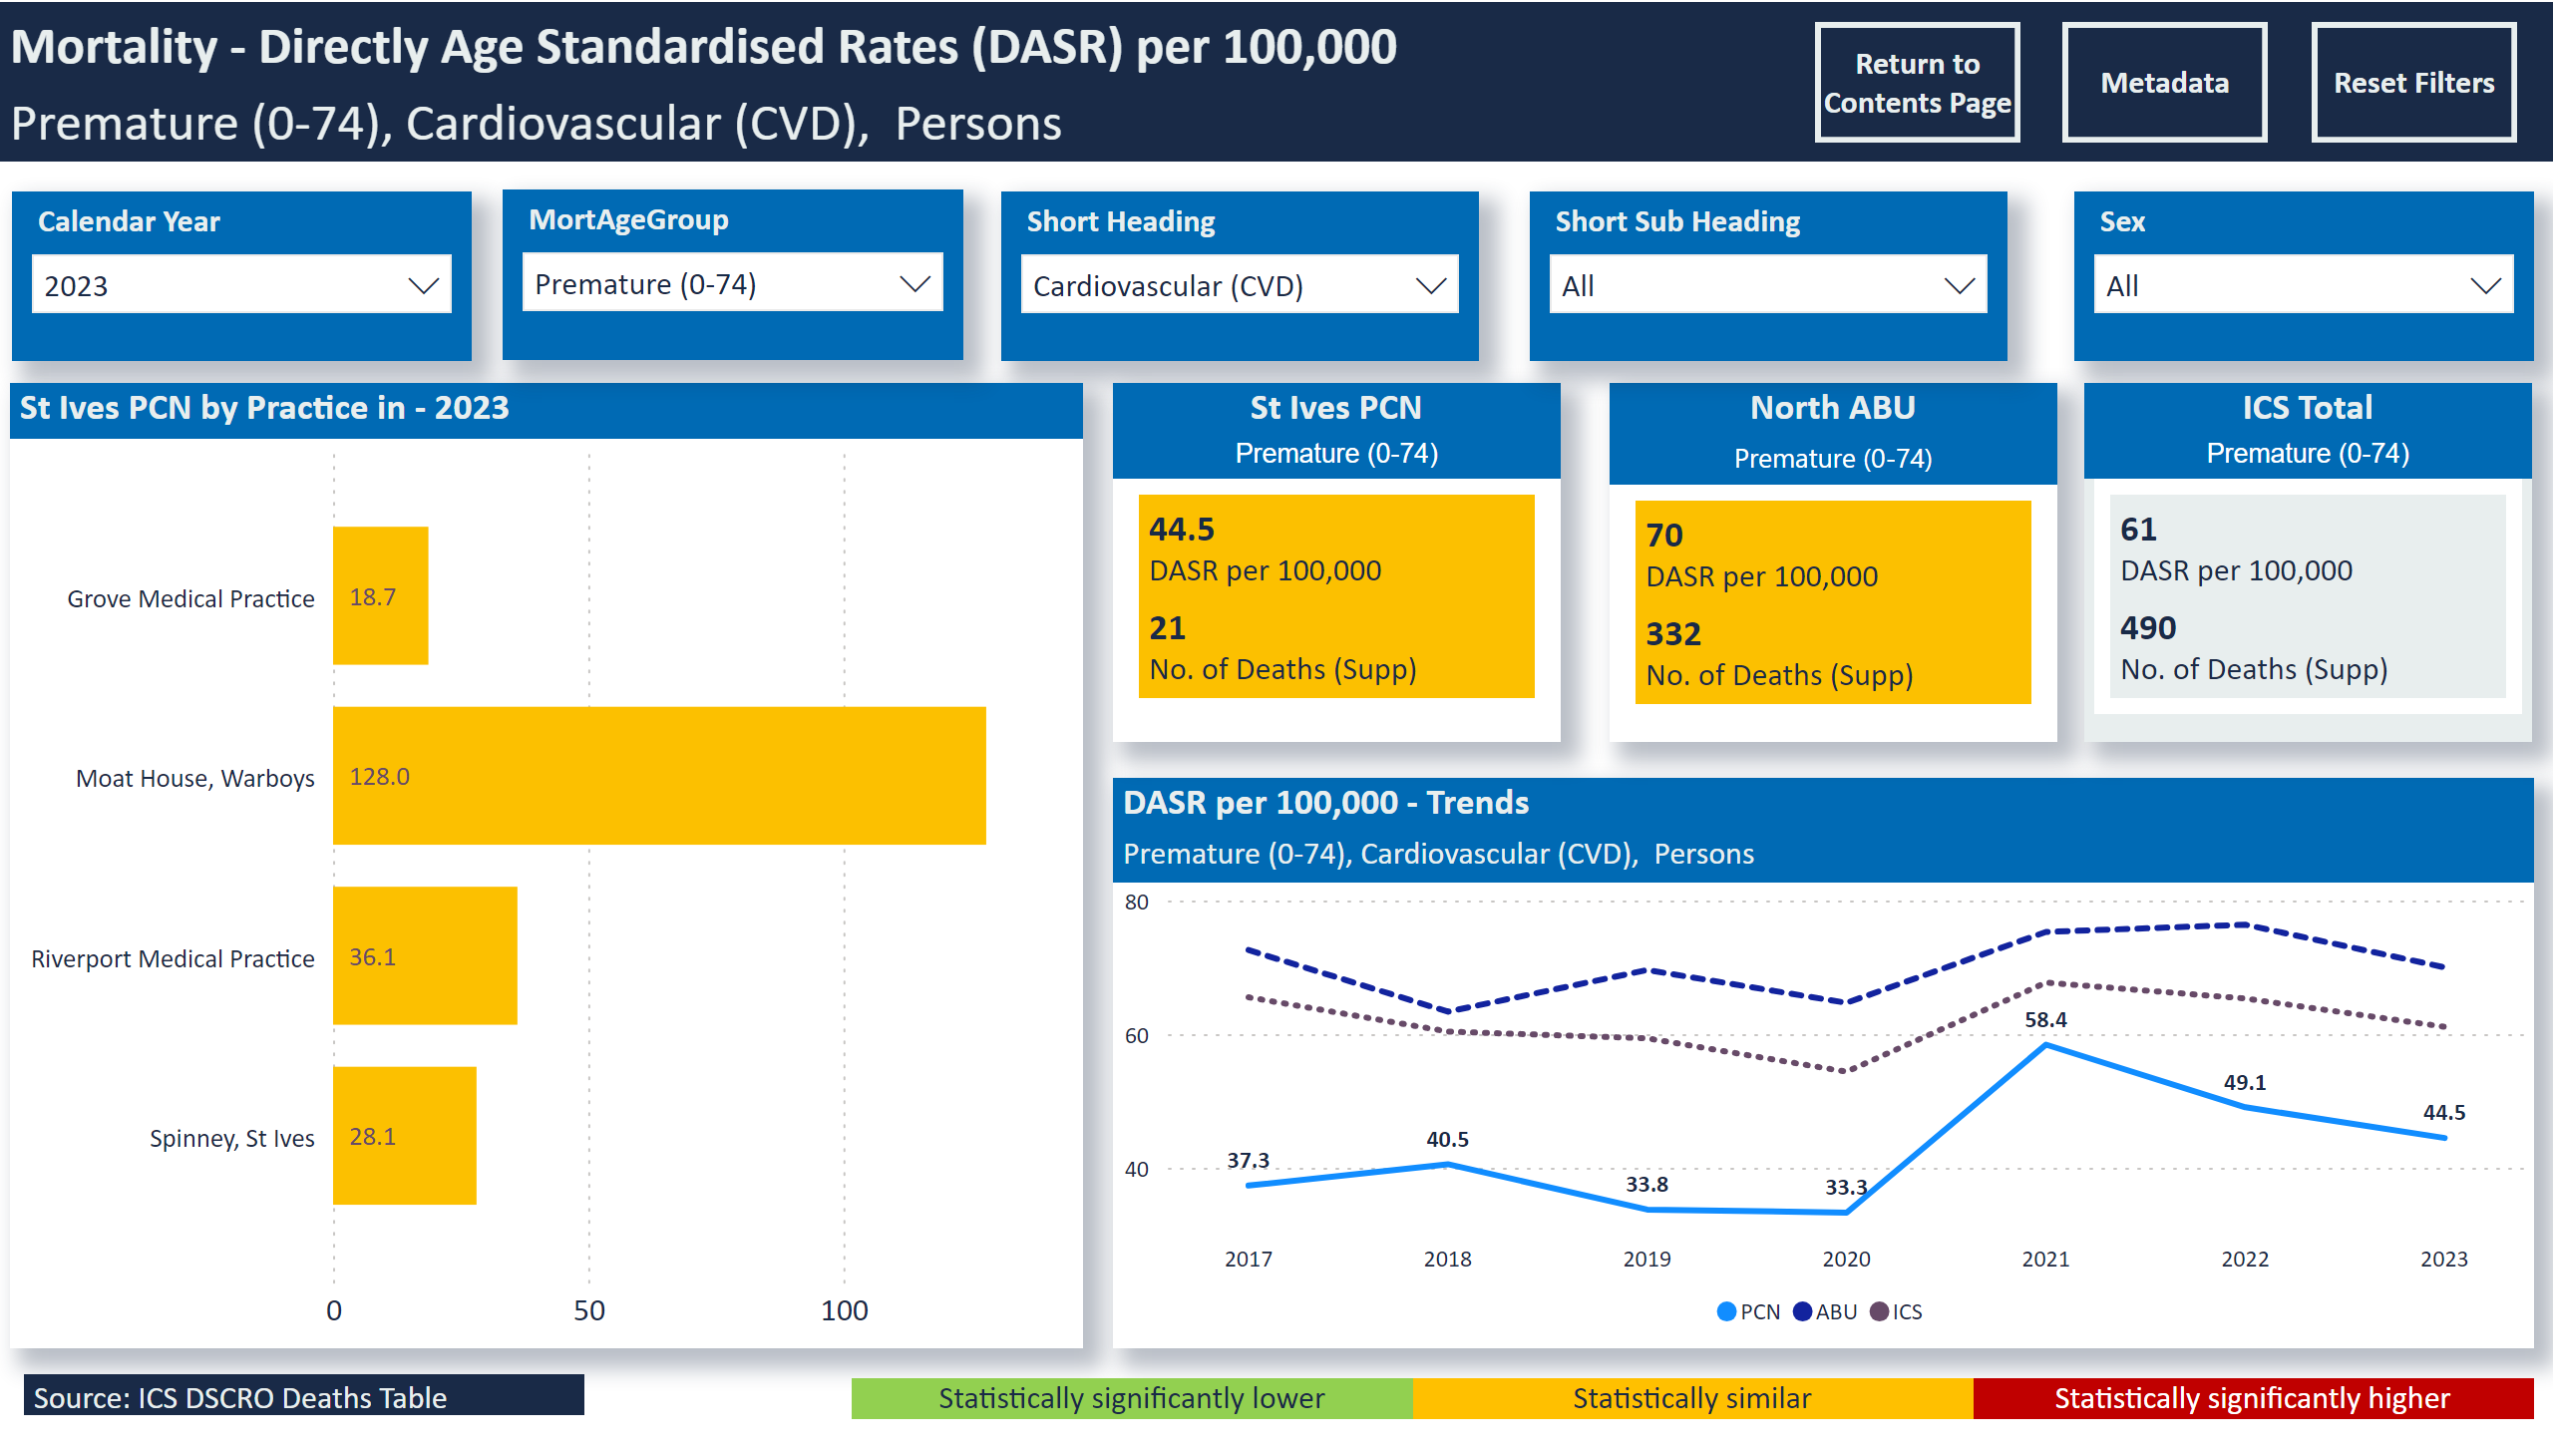 Mortality - Directly Age Standardised Rates (DASR) per 100,000
Premature (0-74), Cardiovascular (CVD),  Persons
Return to
Contents Page
Metadata
Reset Filters
Calendar Year
2023
MortAgeGroup
Premature (0-74)
Short Heading
Cardiovascular (CVD)
Short Sub Heading
All
Sex
All
St Ives PCN by Practice in - 2023
Grove Medical Practice
18.7
Moat House, Warboys
128.0
Riverport Medical Practice
36.1
Spinney, St Ives
28.1
0
50
100
St Ives PCN
Premature (0-74)
44.5
DASR per 100,000
21
No. of Deaths (Supp)
North ABU
Premature (0-74)
70
DASR per 100,000
332
No. of Deaths (Supp)
ICS Total
Premature (0-74)
61
DASR per 100,000
490
No. of Deaths (Supp)
DASR per 100,000 - Trends
Premature (0-74), Cardiovascular (CVD),  Persons
80
60
40
37.3
40.5
33.8
33.3
58.4
49.1
44.5
2017
2018
2019
2020
2021
2022
2023
PCN
ABU
ICS
Source: ICS DSCRO Deaths Table
Statistically significantly lower
Statistically similar
Statistically significantly higher